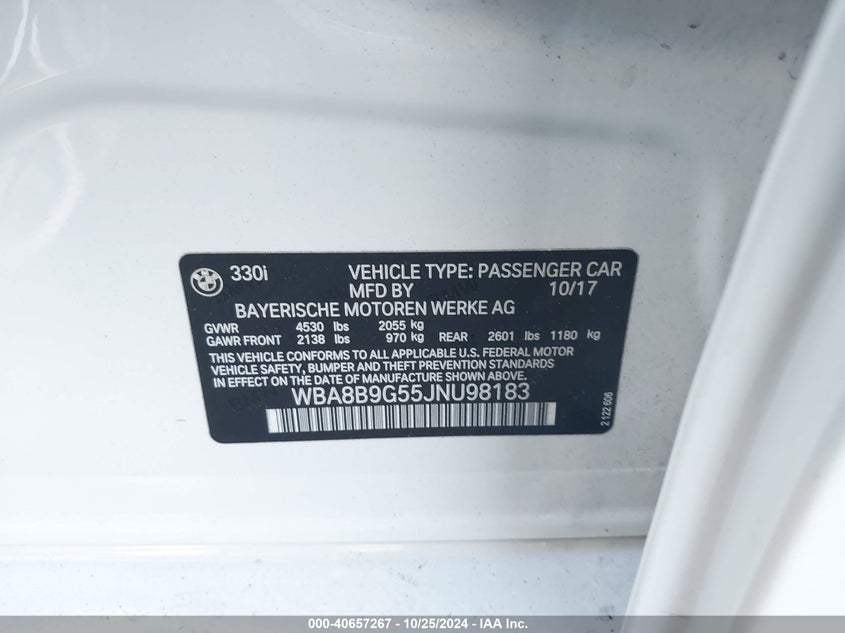 330i VEHICLE TYPE: PASSENGER CAR
MFD BY 10/17
BAYERISCHE MOTOREN WERKE AG
GVWR 4530 lbs 2055 kg
GAWR FRONT 2138 lbs 970 kg REAR 2601 lbs 1180 kg
THIS VEHICLE CONFORMS TO ALL APPLICABLE U.S. FEDERAL MOTOR
VEHICLE SAFETY, BUMPER AND THEFT PREVENTION STANDARDS
IN EFFECT ON THE DATE OF MANUFACTURE SHOWN ABOVE.
WBA8B9G55JNU98183
2 122 606
000-40657267 - 10/25/2024 - IAA Inc.